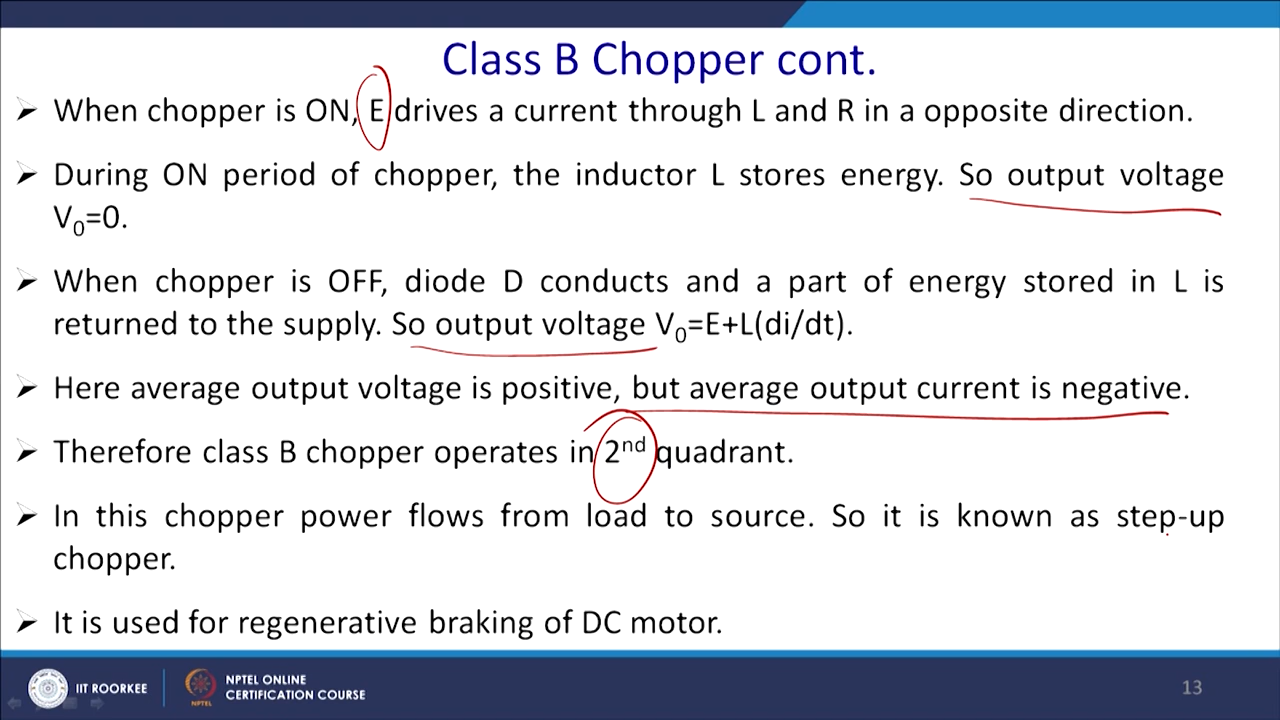 Class B Chopper cont.
➢ When chopper is ON, E drives a current through L and R in a opposite direction.
➢ During ON period of chopper, the inductor L stores energy. So output voltage
V₀=0.
➢ When chopper is OFF, diode D conducts and a part of energy stored in L is
returned to the supply. So output voltage V₀=E+L(di/dt).
➢ Here average output voltage is positive, but average output current is negative.
➢ Therefore class B chopper operates in 2ⁿᵈ quadrant.
➢ In this chopper power flows from load to source. So it is known as step-up
chopper.
➢ It is used for regenerative braking of DC motor.
IIT ROORKEE
NPTEL
NPTEL ONLINE
CERTIFICATION COURSE
13